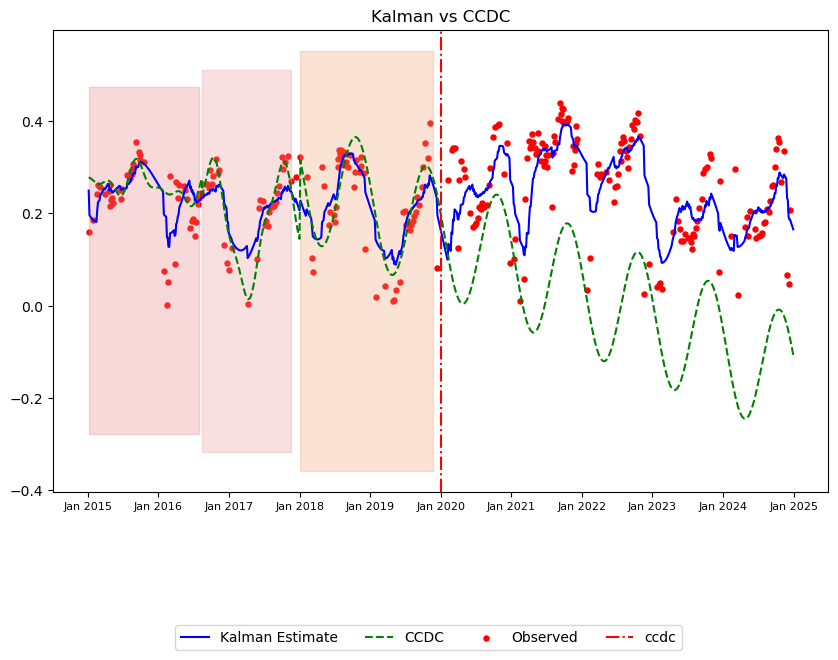 Kalman vs CCDC
0.4
0.2
0.0
−0.2
−0.4
Jan 2015 Jan 2016 Jan 2017 Jan 2018 Jan 2019 Jan 2020 Jan 2021 Jan 2022 Jan 2023 Jan 2024 Jan 2025
Kalman Estimate CCDC Observed ccdc